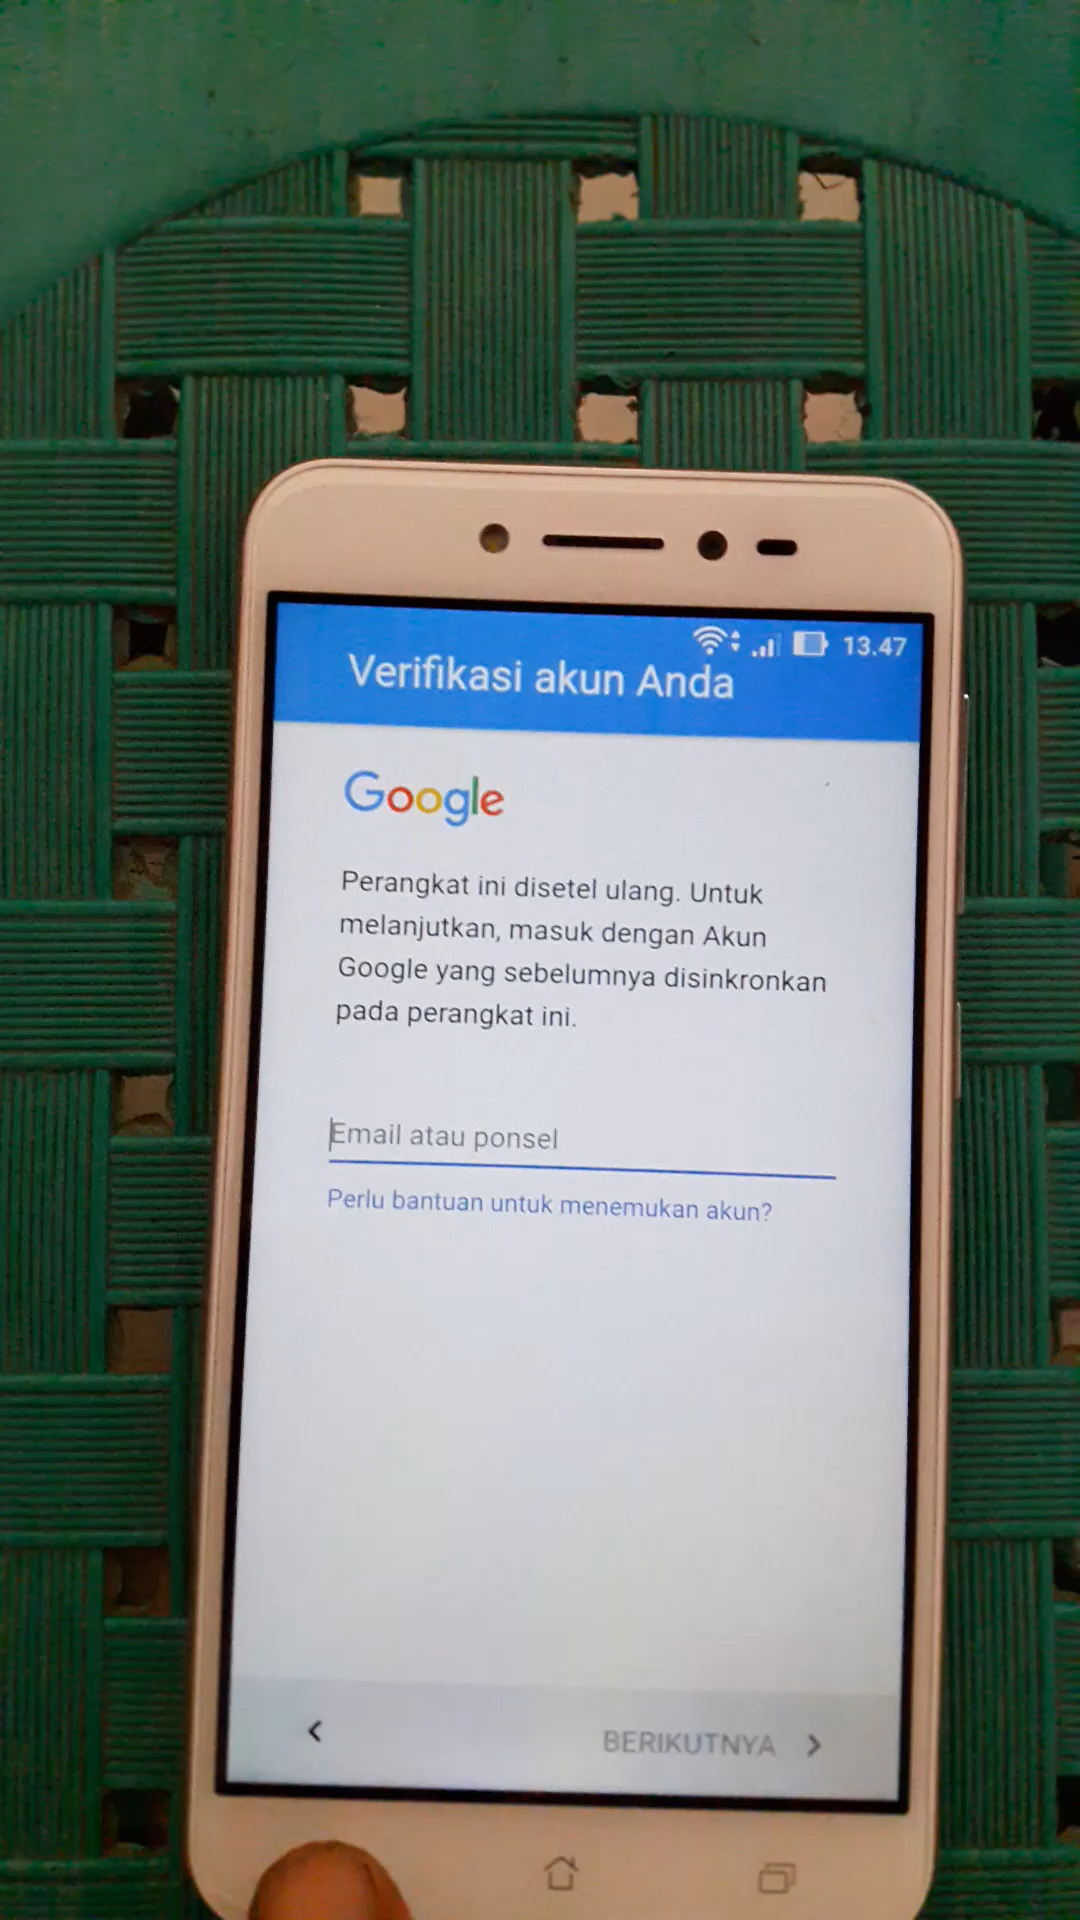 13.47
Verifikasi akun Anda
Google
Perangkat ini disetel ulang. Untuk
melanjutkan, masuk dengan Akun
Google yang sebelumnya disinkronkan
pada perangkat ini.
Email atau ponsel
Perlu bantuan untuk menemukan akun?
BERIKUTNYA